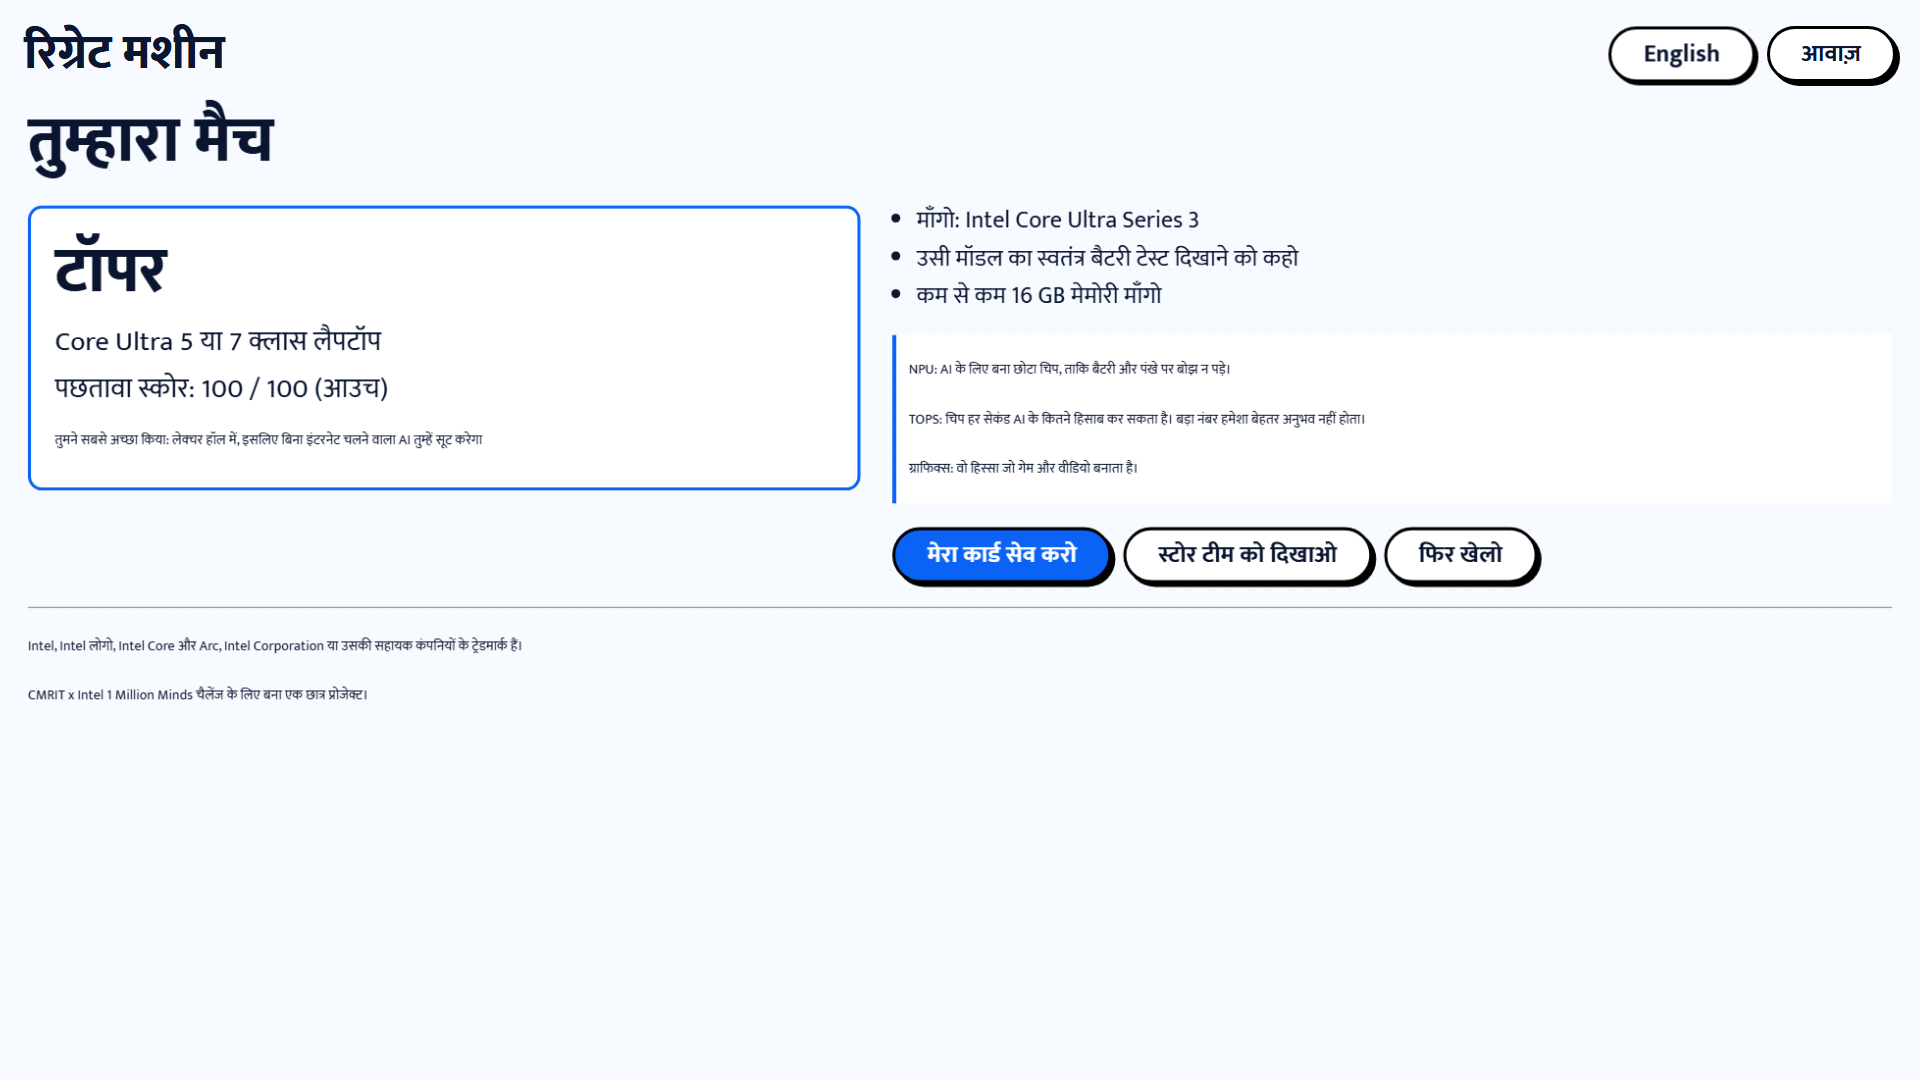 रिग्रेट मशीन
English
आवाज़
तुम्हारा मैच
टॉपर
Core Ultra 5 या 7 क्लास लैपटॉप
पछतावा स्कोर: 100 / 100 (आउच)
तुमने सबसे अच्छा किया: लेक्चर हॉल में, इसलिए बिना इंटरनेट चलने वाला AI तुम्हें सूट करेगा
माँगो: Intel Core Ultra Series 3
उसी मॉडल का स्वतंत्र बैटरी टेस्ट दिखाने को कहो
कम से कम 16 GB मेमोरी माँगो
NPU: AI के लिए बना छोटा चिप, ताकि बैटरी और पंखे पर बोझ न पड़े।
TOPS: चिप हर सेकंड AI के कितने हिसाब कर सकता है। बड़ा नंबर हमेशा बेहतर अनुभव नहीं होता।
ग्राफिक्स: वो हिस्सा जो गेम और वीडियो बनाता है।
मेरा कार्ड सेव करो
स्टोर टीम को दिखाओ
फिर खेलो
Intel, Intel लोगो, Intel Core और Arc, Intel Corporation या उसकी सहायक कंपनियों के ट्रेडमार्क हैं।
CMRIT x Intel 1 Million Minds चैलेंज के लिए बना एक छात्र प्रोजेक्ट।